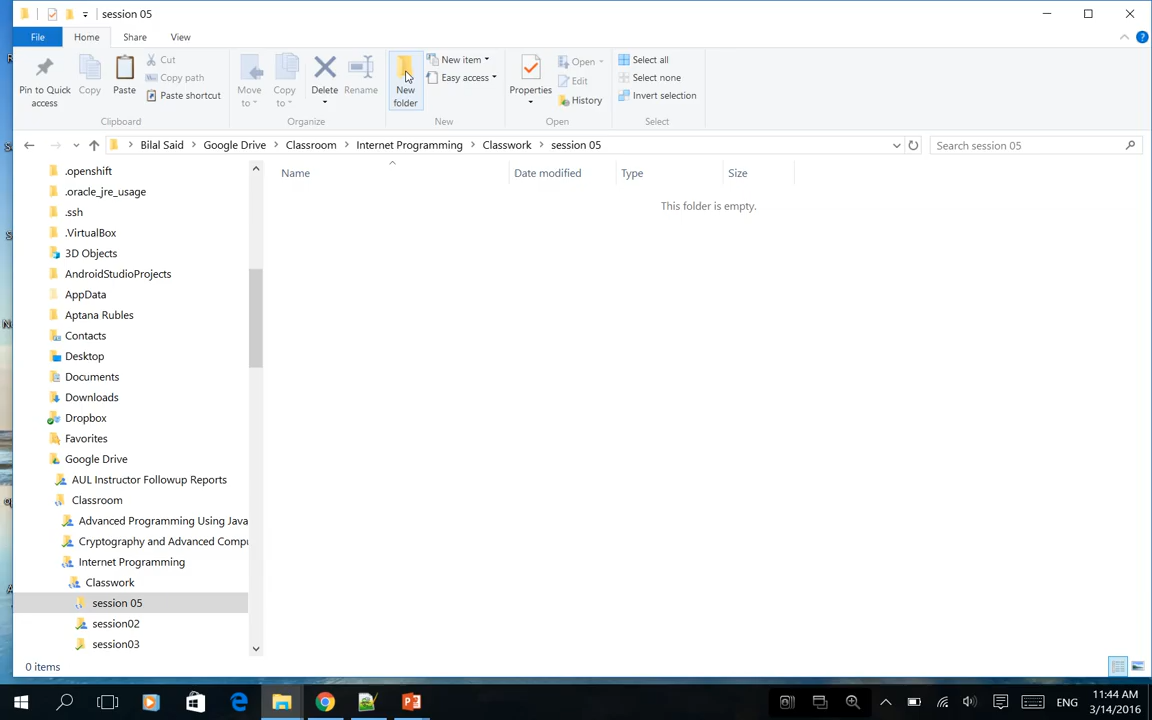 session 05
File Home Share View
Pin to Quick access
Copy
Paste
Cut
Copy path
Paste shortcut
Clipboard
Move to
Copy to
Delete
Rename
Organize
New folder
New item
Easy access
New
Properties
Open
Edit
History
Open
Select all
Select none
Invert selection
Select
Bilal Said Google Drive Classroom Internet Programming Classwork session 05
Search session 05
Name Date modified Type Size
This folder is empty.
.openshift
.oracle_jre_usage
.ssh
.VirtualBox
3D Objects
AndroidStudioProjects
AppData
Aptana Rubles
Contacts
Desktop
Documents
Downloads
Dropbox
Favorites
Google Drive
AUL Instructor Followup Reports
Classroom
Advanced Programming Using Java
Cryptography and Advanced Compu
Internet Programming
Classwork
session 05
session02
session03
0 items
ENG
11:44 AM
3/14/2016